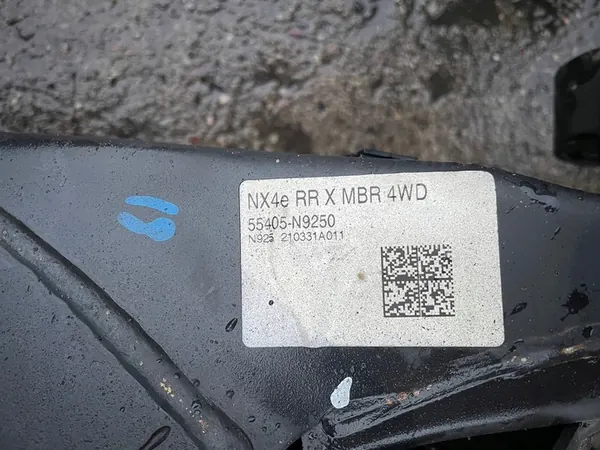 NX4e RR X MBR 4WD
55405-N9250
N925 210331A011